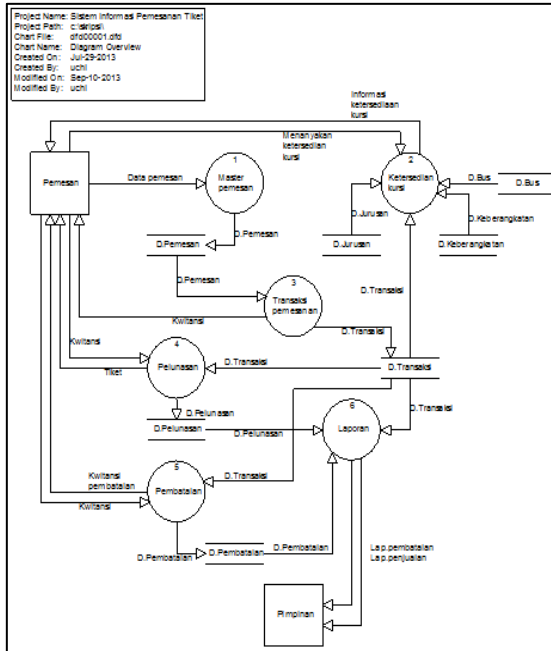 Project Name: Sistem Informasi Pemesanan Tiket
Project Path: c:\skripsi\
Chart File: dfd00001.dfd
Chart Name: Diagram Overview
Created On: Jul-29-2013
Created By: uchi
Modified On: Sep-10-2013
Modified By: uchi
Informasi
ketersediaan
kursi
Menanyakan
ketersedian
kursi
Pemesan
Data pemesan
1
Master
pemesan
2
Ketersedian
kursi
D.Bus
D.Bus
D.Jurusan
D.Keberangkatan
D.Pemesan
D.Pemesan
D.Jurusan
D.Keberangkatan
D.Pemesan
3
Transaksi
pemesanan
D.Transaksi
Kwitansi
D.Transaksi
Kwitansi
4
Pelunasan
Tiket
D.Transaksi
D.Transaksi
D.Pelunasan
D.Transaksi
D.Pelunasan
D.Pelunasan
6
Laporan
Kwitansi
pembatalan
Kwitansi
5
Pembatalan
D.Transaksi
D.Pembatalan
D.Pembatalan
D.Pembatalan
Lap.pembatalan
Lap.penjualan
Pimpinan